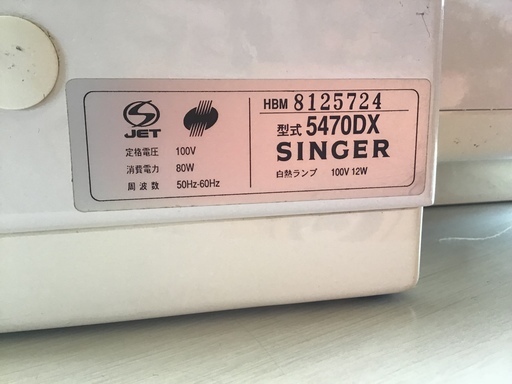 JET
定格電圧 100V
消費電力 80W
周波数 50Hz-60Hz
HBM 8125724
型式 5470DX
SINGER
白熱ランプ 100V 12W